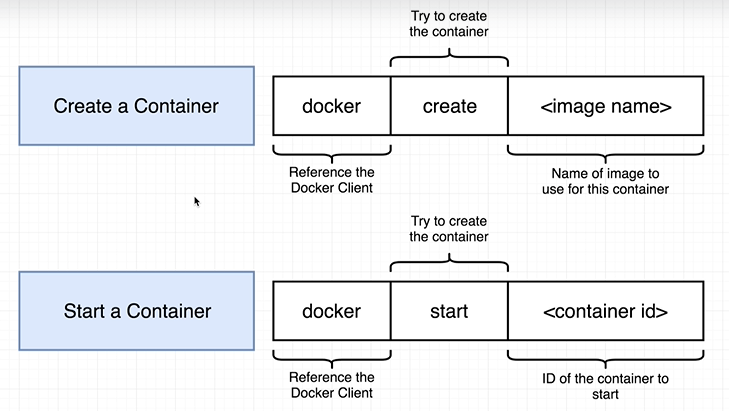 Try to create
the container
Create a Container
docker create <image name>
Reference the
Docker Client
Name of image to
use for this container
Try to create
the container
Start a Container
docker start <container id>
Reference the
Docker Client
ID of the container to
start